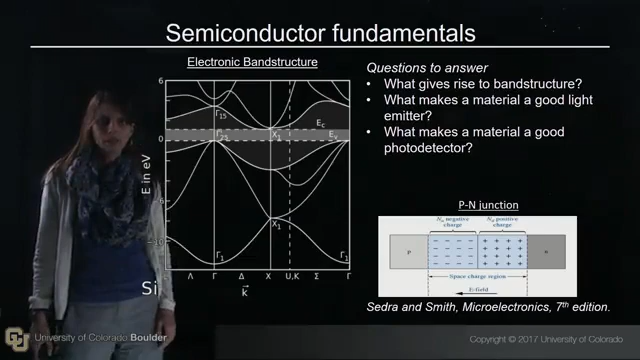 Semiconductor fundamentals
Electronic Bandstructure
6
0
E in eV
Γ15
Ec
X1
Ev
X1
Γ1
Γ1
Λ Γ Δ X U,K Σ Γ
k
Si
Questions to answer
• What gives rise to bandstructure?
• What makes a material a good light
emitter?
• What makes a material a good
photodetector?
P-N junction
negative
charge
positive
charge
p
n
Space charge region
E-field
Sedra and Smith, Microelectronics, 7th edition.
CU
University of Colorado Boulder
Copyright © 2017 University of Colorado